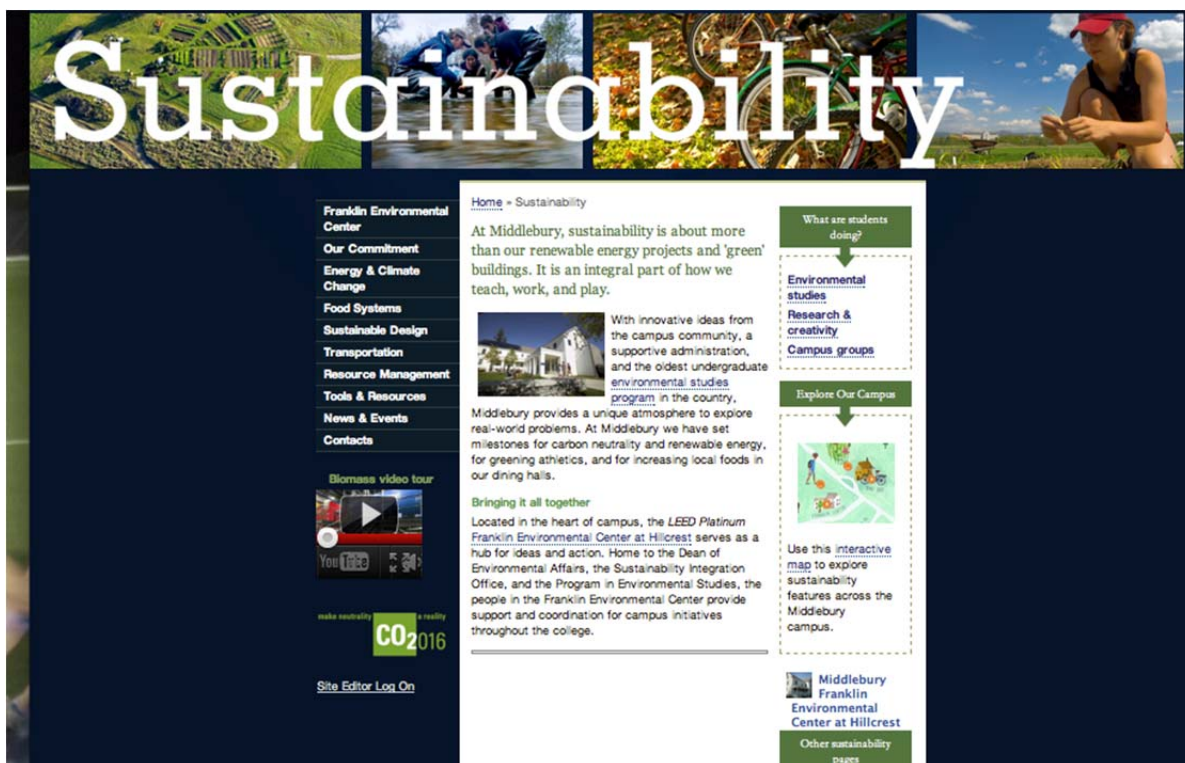 Sustainability
Franklin Environmental
Center
Our Commitment
Energy & Climate
Change
Food Systems
Sustainable Design
Transportation
Resource Management
Tools & Resources
News & Events
Contacts
Biomass video tour
YouTube
make neutrality a reality
CO2 2016
Site Editor Log On
Home » Sustainability
At Middlebury, sustainability is about more
than our renewable energy projects and 'green'
buildings. It is an integral part of how we
teach, work, and play.
With innovative ideas from
the campus community, a
supportive administration,
and the oldest undergraduate
environmental studies
program in the country,
Middlebury provides a unique atmosphere to explore
real-world problems. At Middlebury we have set
milestones for carbon neutrality and renewable energy,
for greening athletics, and for increasing local foods in
our dining halls.
Bringing it all together
Located in the heart of campus, the LEED Platinum
Franklin Environmental Center at Hillcrest serves as a
hub for ideas and action. Home to the Dean of
Environmental Affairs, the Sustainability Integration
Office, and the Program in Environmental Studies, the
people in the Franklin Environmental Center provide
support and coordination for campus initiatives
throughout the college.
What are students
doing?
Environmental
studies
Research &
creativity
Campus groups
Explore Our Campus
Use this interactive
map to explore
sustainability
features across the
Middlebury
campus.
Middlebury
Franklin
Environmental
Center at Hillcrest
Other sustainability
pages